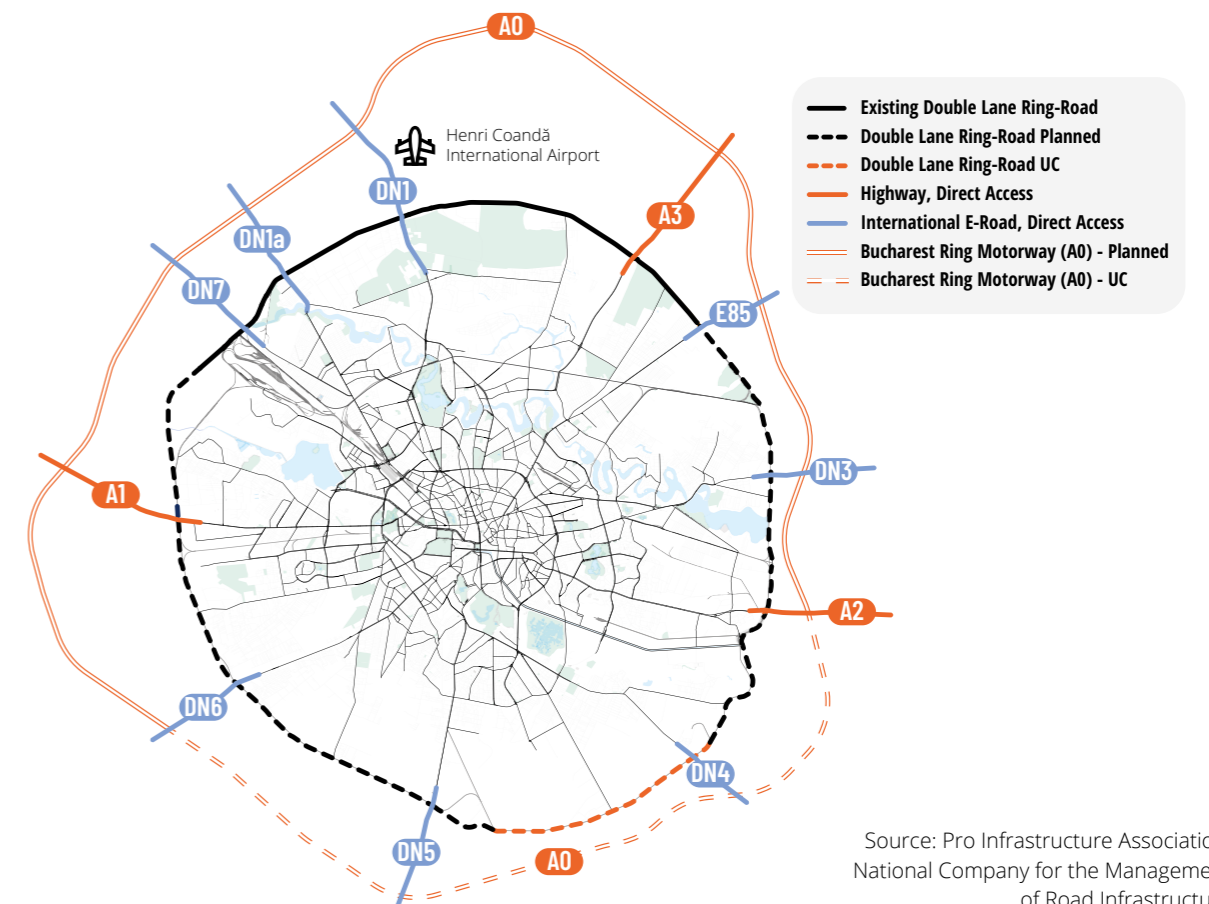 A0
Henri Coandă
International Airport
DN1
A3
DN1a
DN7
E85
DN3
A1
A2
DN6
DN4
DN5
A0
Existing Double Lane Ring-Road
Double Lane Ring-Road Planned
Double Lane Ring-Road UC
Highway, Direct Access
International E-Road, Direct Access
Bucharest Ring Motorway (A0) - Planned
Bucharest Ring Motorway (A0) - UC
Source: Pro Infrastructure Associatio
National Company for the Manageme
of Road Infrastructu